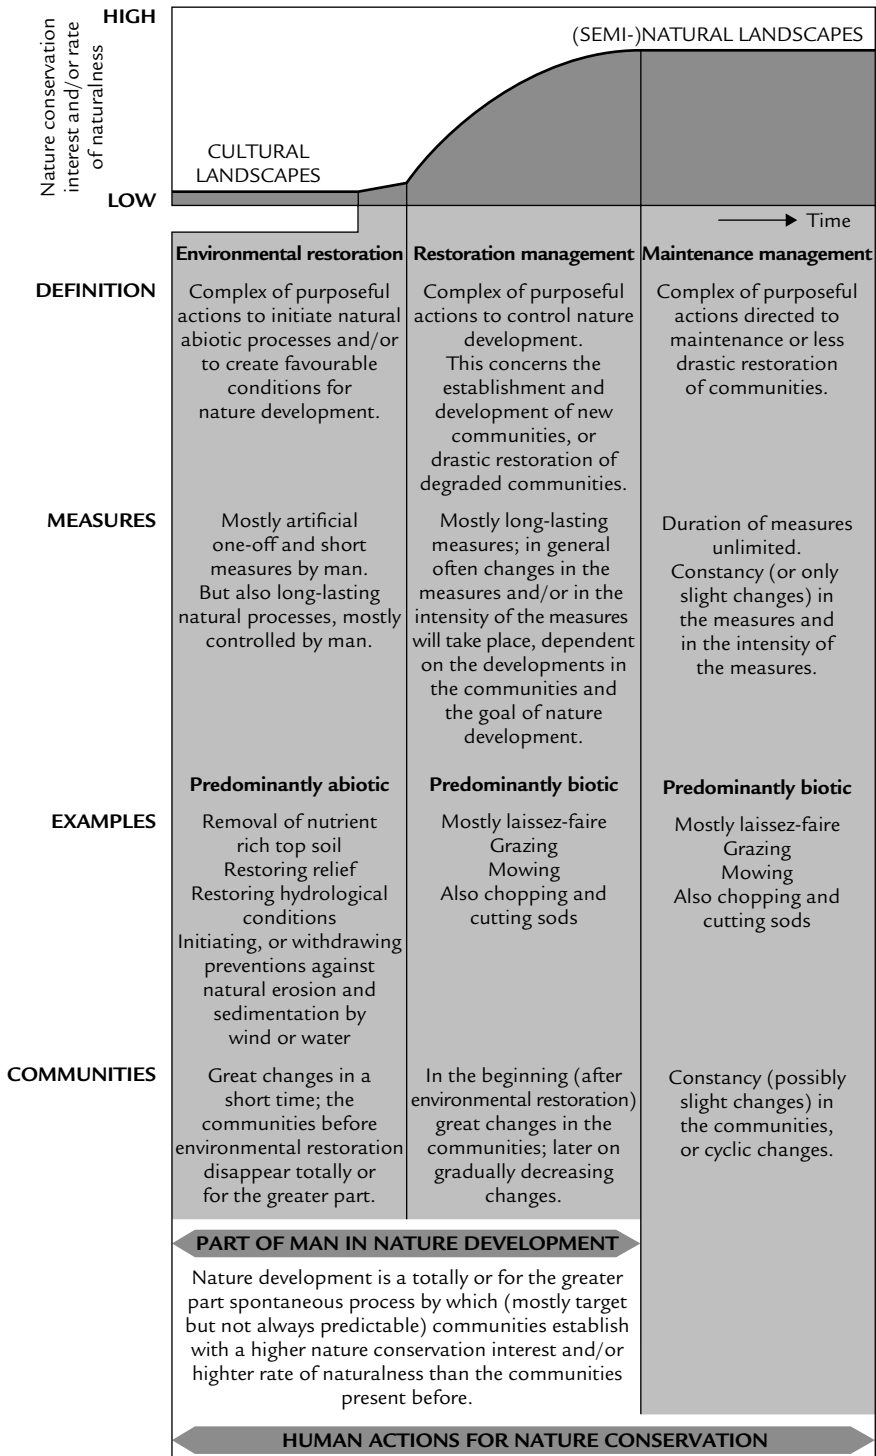 HIGH
Nature conservation
interest and/or rate
of naturalness
LOW
(SEMI-)NATURAL LANDSCAPES
CULTURAL
LANDSCAPES
Time
Environmental restoration
Restoration management
Maintenance management
DEFINITION
Complex of purposeful
actions to initiate natural
abiotic processes and/or
to create favourable
conditions for
nature development.
Complex of purposeful
actions to control nature
development.
This concerns the
establishment and
development of new
communities, or
drastic restoration of
degraded communities.
Complex of purposeful
actions directed to
maintenance or less
drastic restoration
of communities.
MEASURES
Mostly artificial
one-off and short
measures by man.
But also long-lasting
natural processes, mostly
controlled by man.
Mostly long-lasting
measures; in general
often changes in the
measures and/or in the
intensity of the measures
will take place, dependent
on the developments in
the communities and
the goal of nature
development.
Duration of measures
unlimited.
Constancy (or only
slight changes) in
the measures and
in the intensity of
the measures.
Predominantly abiotic
Predominantly biotic
Predominantly biotic
EXAMPLES
Removal of nutrient
rich top soil
Restoring relief
Restoring hydrological
conditions
Initiating, or withdrawing
preventions against
natural erosion and
sedimentation by
wind or water
Mostly laissez-faire
Grazing
Mowing
Also chopping and
cutting sods
Mostly laissez-faire
Grazing
Mowing
Also chopping and
cutting sods
COMMUNITIES
Great changes in a
short time; the
communities before
environmental restoration
disappear totally or
for the greater part.
In the beginning (after
environmental restoration)
great changes in the
communities; later on
gradually decreasing
changes.
Constancy (possibly
slight changes) in
the communities,
or cyclic changes.
PART OF MAN IN NATURE DEVELOPMENT
Nature development is a totally or for the greater
part spontaneous process by which (mostly target
but not always predictable) communities establish
with a higher nature conservation interest and/or
highter rate of naturalness than the communities
present before.
HUMAN ACTIONS FOR NATURE CONSERVATION